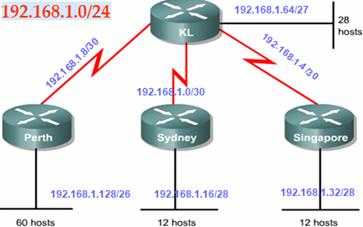 192.168.1.0/24
KL
192.168.1.64/27
28
hosts
192.168.1.8/30
192.168.1.0/30
192.168.1.4/30
Perth
Sydney
Singapore
192.168.1.128/26
192.168.1.16/28
192.168.1.32/28
60 hosts
12 hosts
12 hosts